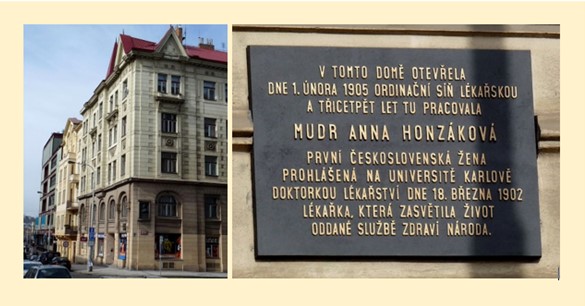 V TOMTO DOMĚ OTEVŘELA
DNE 1. ÚNORA 1905 ORDINAČNÍ SÍŇ LÉKAŘSKOU
A TŘICETPĚT LET TU PRACOVALA
MUDR ANNA HONZÁKOVÁ
PRVNÍ ČESKOSLOVENSKÁ ŽENA
PROHLÁŠENÁ NA UNIVERSITĚ KARLOVĚ
DOKTORKOU LÉKAŘSTVÍ DNE 18. BŘEZNA 1902
LÉKAŘKA, KTERÁ ZASVĚTILA ŽIVOT
ODDANÉ SLUŽBĚ ZDRAVÍ NÁRODA.